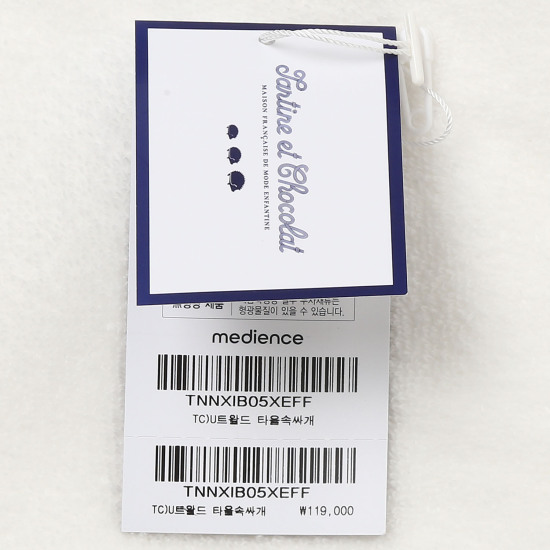 Tartine et Chocolat
MAISON FRANÇAISE DE MODE ENFANTINE
형광물질이 있을 수 있습니다.
medience
TNNXIB05XEFF
TC)U트왈드 타올속싸개
TNNXIB05XEFF
TC)U트왈드 타올속싸개 ₩119,000